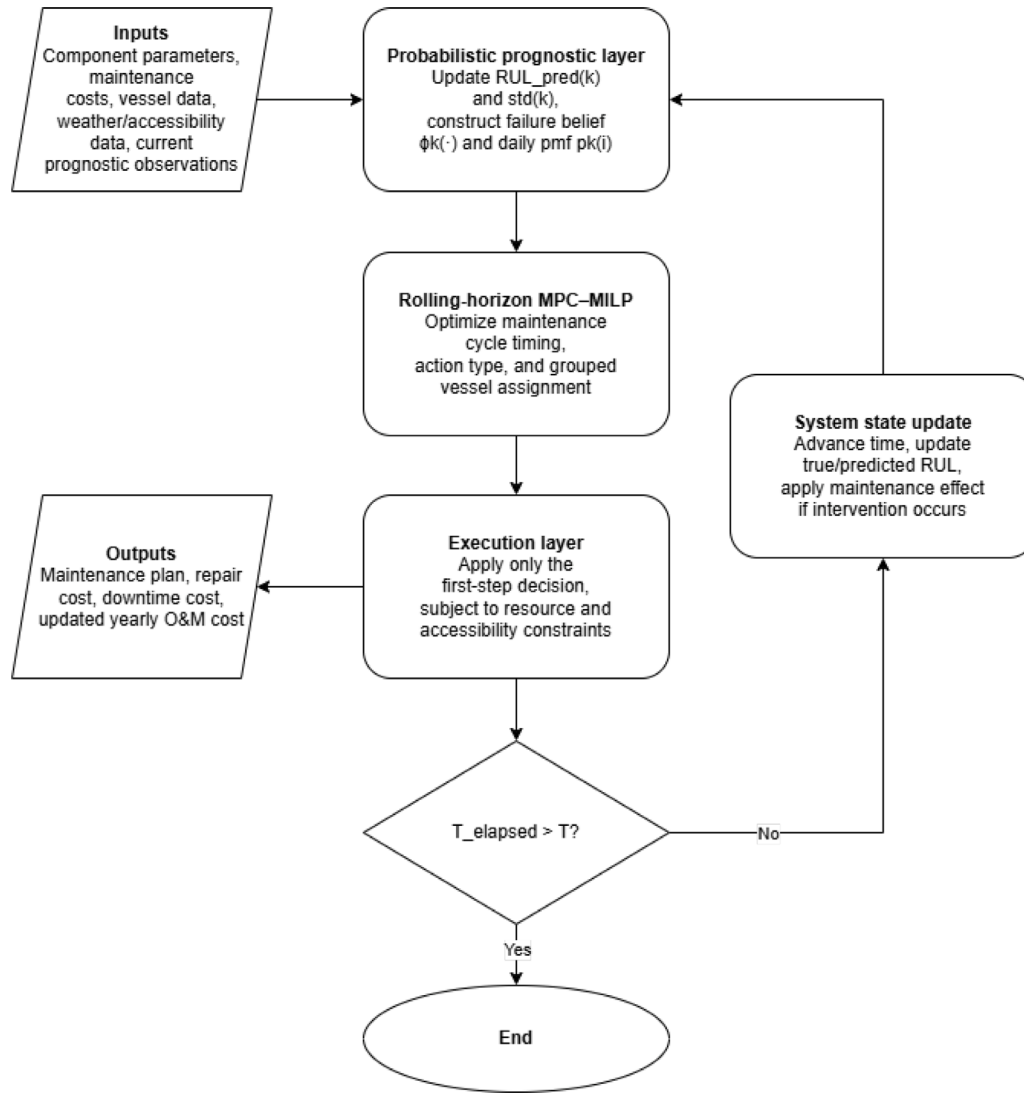 Inputs
Component parameters,
maintenance
costs, vessel data,
weather/accessibility
data, current
prognostic observations
Probabilistic prognostic layer
Update RUL_pred(k)
and std(k),
construct failure belief
ϕk(·) and daily pmf pk(i)
Rolling-horizon MPC–MILP
Optimize maintenance
cycle timing,
action type, and grouped
vessel assignment
System state update
Advance time, update
true/predicted RUL,
apply maintenance effect
if intervention occurs
Outputs
Maintenance plan, repair
cost, downtime cost,
updated yearly O&M cost
Execution layer
Apply only the
first-step decision,
subject to resource and
accessibility constraints
T_elapsed > T?
No
Yes
End